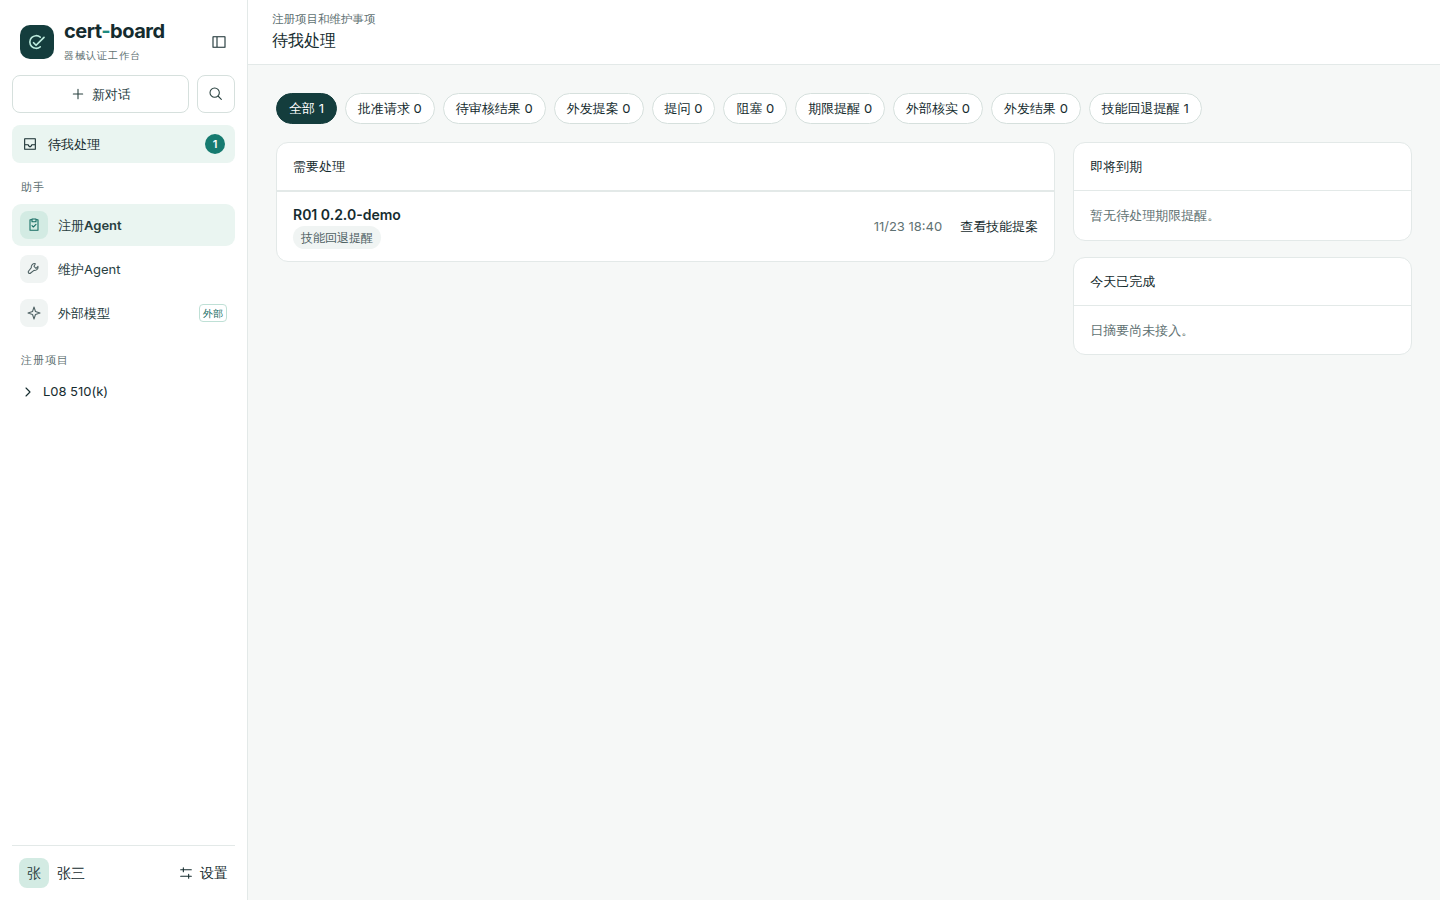 cert-board
器械认证工作台
新对话
待我处理 1
助手
注册Agent
维护Agent
外部模型 外部
注册项目
L08 510(k)
张 张三 设置
注册项目和维护事项
待我处理
全部 1 批准请求 0 待审核结果 0 外发提案 0 提问 0 阻塞 0 期限提醒 0 外部核实 0 外发结果 0 技能回退提醒 1
需要处理
R01 0.2.0-demo
技能回退提醒
11/23 18:40 查看技能提案
即将到期
暂无待处理期限提醒。
今天已完成
日摘要尚未接入。